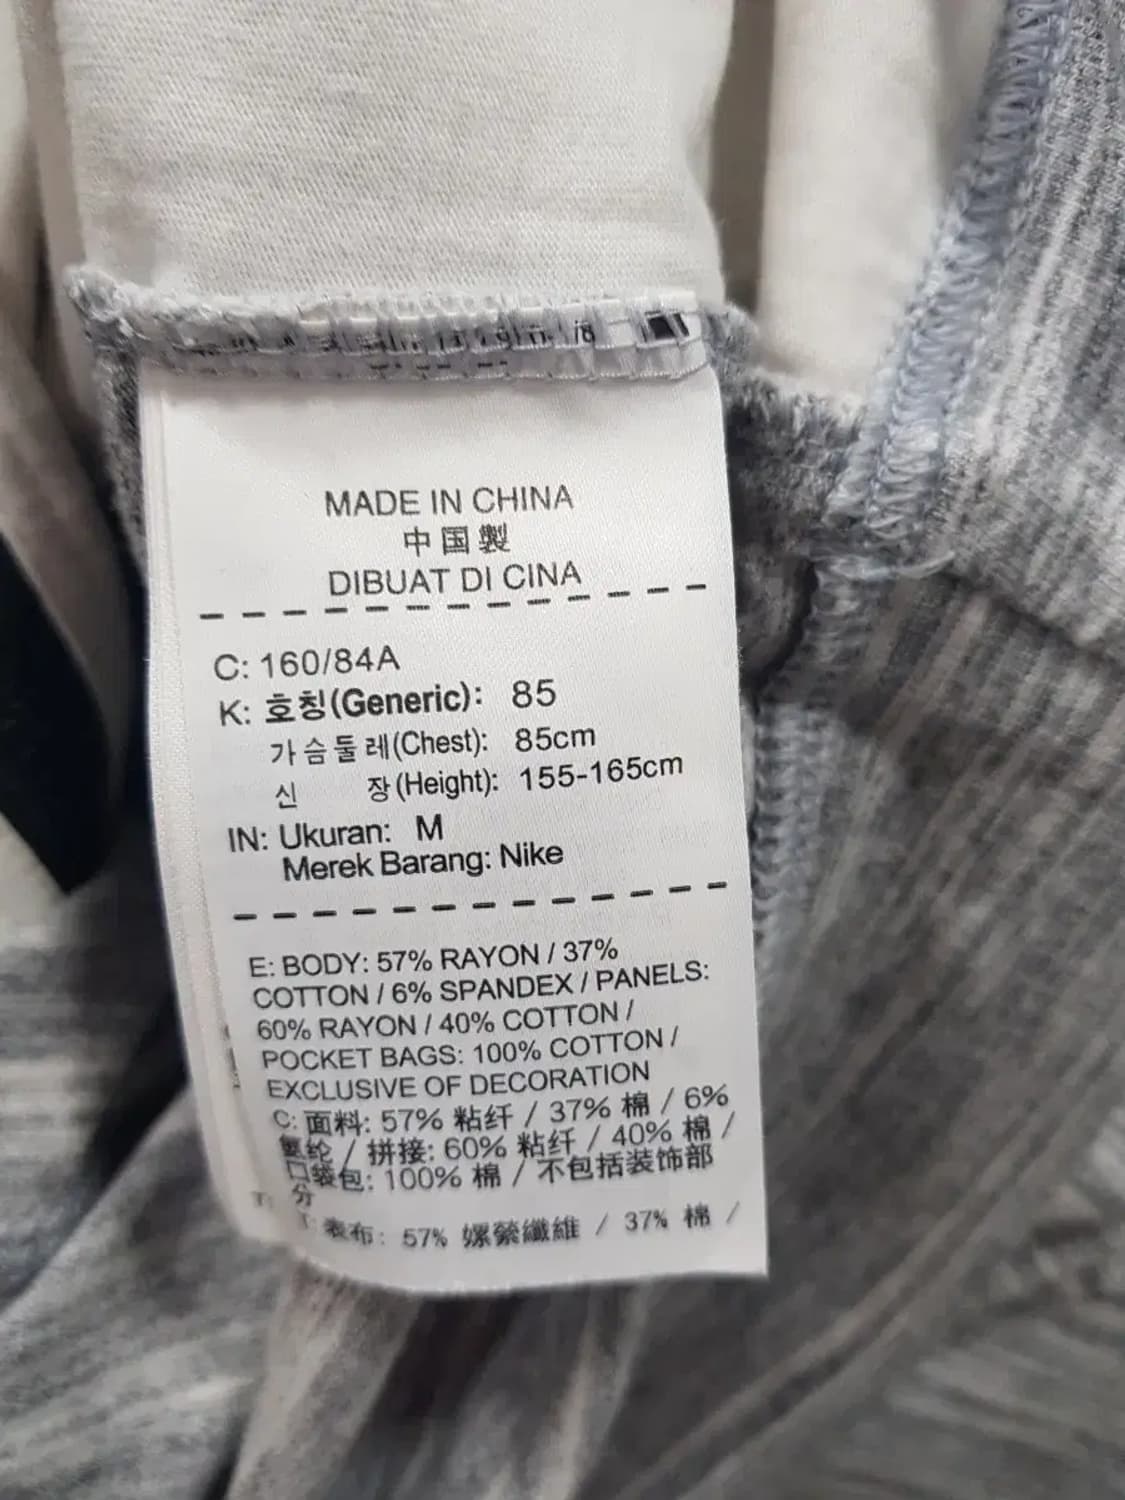 MADE IN CHINA
中国製
DIBUAT DI CINA
C: 160/84A
K: 호칭(Generic): 85
가슴둘레(Chest): 85cm
신 장(Height): 155-165cm
IN: Ukuran: M
Merek Barang: Nike
E: BODY: 57% RAYON / 37%
COTTON / 6% SPANDEX / PANELS:
60% RAYON / 40% COTTON /
POCKET BAGS: 100% COTTON /
EXCLUSIVE OF DECORATION
C: 面料: 57% 粘纤 / 37% 棉 / 6%
氨纶 / 拼接: 60% 粘纤 / 40% 棉 /
口袋包: 100% 棉 / 不包括装饰部
分
T: 表布: 57% 嫘縈纖維 / 37% 棉 /